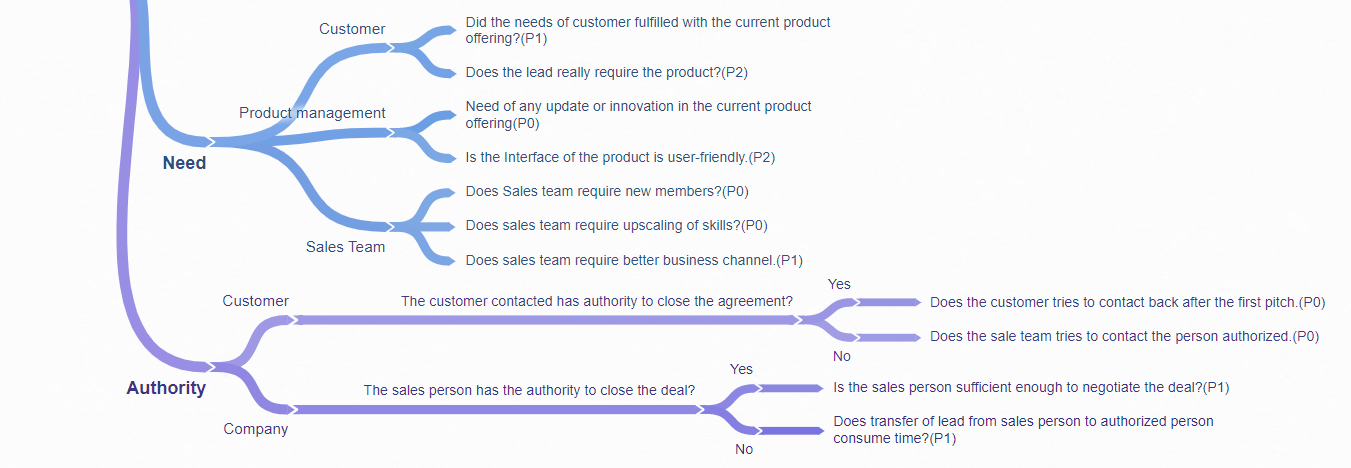 Customer
Did the needs of customer fulfilled with the current product
offering?(P1)
Does the lead really require the product?(P2)
Product management
Need of any update or innovation in the current product
offering(P0)
Is the Interface of the product is user-friendly.(P2)
Need
Does Sales team require new members?(P0)
Does sales team require upscaling of skills?(P0)
Sales Team
Does sales team require better business channel.(P1)
Customer
The customer contacted has authority to close the agreement?
Yes
Does the customer tries to contact back after the first pitch.(P0)
Does the sale team tries to contact the person authorized.(P0)
No
Authority
The sales person has the authority to close the deal?
Yes
Is the sales person sufficient enough to negotiate the deal?(P1)
Company
Does transfer of lead from sales person to authorized person
consume time?(P1)
No